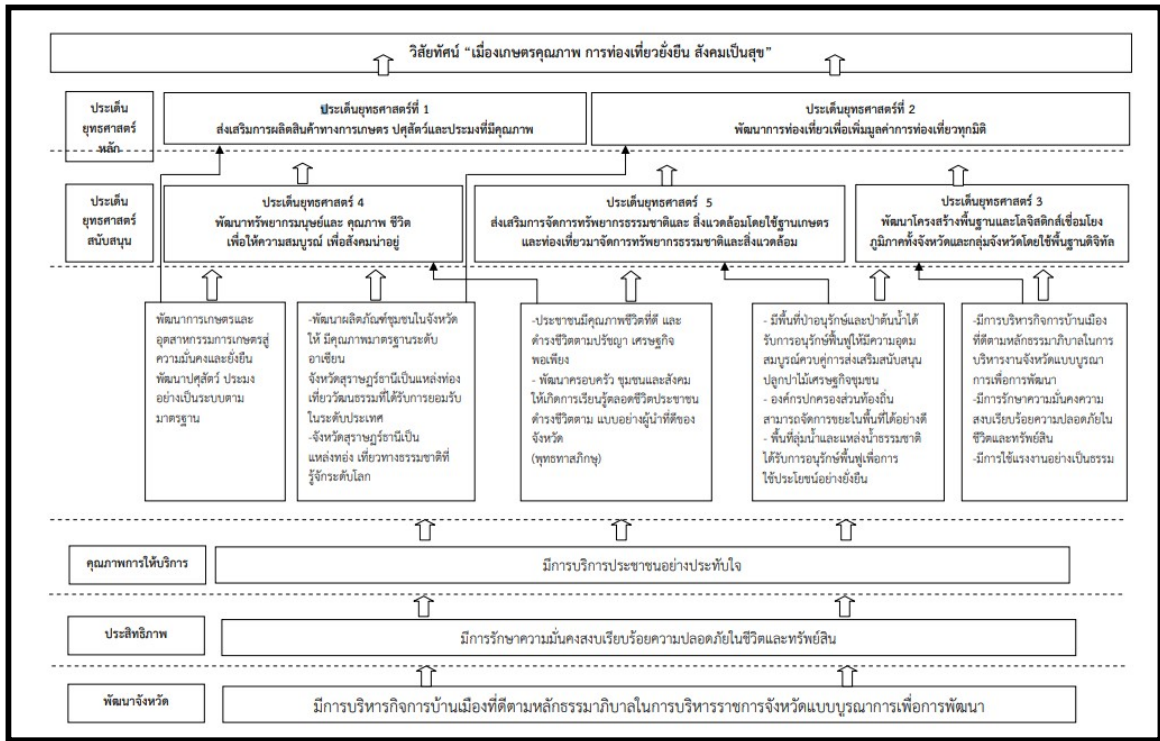 วิสัยทัศน์ “เมืองเกษตรคุณภาพ การท่องเที่ยวยั่งยืน สังคมเป็นสุข”
ประเด็น
ยุทธศาสตร์
หลัก
ประเด็นยุทธศาสตร์ที่ 1
ส่งเสริมการผลิตสินค้าทางการเกษตร ปศุสัตว์และประมงที่มีคุณภาพ
ประเด็นยุทธศาสตร์ที่ 2
พัฒนาการท่องเที่ยวเพื่อเพิ่มมูลค่าการท่องเที่ยวทุกมิติ
ประเด็น
ยุทธศาสตร์
สนับสนุน
ประเด็นยุทธศาสตร์ 4
พัฒนาทรัพยากรมนุษย์และ คุณภาพ ชีวิต
เพื่อให้ความสมบูรณ์ เพื่อสังคมน่าอยู่
ประเด็นยุทธศาสตร์ 5
ส่งเสริมการจัดการทรัพยากรธรรมชาติและ สิ่งแวดล้อมโดยใช้ฐานเกษตร
และท่องเที่ยวมาจัดการทรัพยากรธรรมชาติและสิ่งแวดล้อม
ประเด็นยุทธศาสตร์ 3
พัฒนาโครงสร้างพื้นฐานและโลจิสติกส์เชื่อมโยง
ภูมิภาคทั้งจังหวัดและกลุ่มจังหวัดโดยใช้พื้นฐานดิจิทัล
พัฒนาการเกษตรและ
อุตสาหกรรมการเกษตรสู่
ความมั่นคงและยั่งยืน
พัฒนาปศุสัตว์ ประมง
อย่างเป็นระบบตาม
มาตรฐาน
-พัฒนาผลิตภัณฑ์ชุมชนในจังหวัด
ให้ มีคุณภาพมาตรฐานระดับ
อาเซียน
จังหวัดสุราษฎร์ธานีเป็นแหล่งท่อง
เที่ยววัฒนธรรมที่ได้รับการยอมรับ
ในระดับประเทศ
-จังหวัดสุราษฎร์ธานีเป็น
แหล่งท่อง เที่ยวทางธรรมชาติที่
รู้จักระดับโลก
-ประชาชนมีคุณภาพชีวิตที่ดี และ
ดำรงชีวิตตามปรัชญา เศรษฐกิจ
พอเพียง
- พัฒนาครอบครัว ชุมชนและสังคม
ให้เกิดการเรียนรู้ตลอดชีวิตประชาชน
ดำรงชีวิตตาม แบบอย่างผู้นำที่ดีของ
จังหวัด
(พุทธทาสภิกขุ)
- มีพื้นที่ป่าอนุรักษ์และป่าต้นน้ำได้
รับการอนุรักษ์ฟื้นฟูให้มีความอุดม
สมบูรณ์ควบคู่การส่งเสริมสนับสนุน
ปลูกป่าไม้เศรษฐกิจชุมชน
- องค์กรปกครองส่วนท้องถิ่น
สามารถจัดการขยะในพื้นที่ได้อย่างดี
- พื้นที่ลุ่มน้ำและแหล่งน้ำธรรมชาติ
ได้รับการอนุรักษ์ฟื้นฟูเพื่อการ
ใช้ประโยชน์อย่างยั่งยืน
-มีการบริหารกิจการบ้านเมือง
ที่ดีตามหลักธรรมาภิบาลในการ
บริหารงานจังหวัดแบบบูรณา
การเพื่อการพัฒนา
-มีการรักษาความมั่นคงความ
สงบเรียบร้อยความปลอดภัยใน
ชีวิตและทรัพย์สิน
-มีการใช้แรงงานอย่างเป็นธรรม
คุณภาพการให้บริการ
มีการบริการประชาชนอย่างประทับใจ
ประสิทธิภาพ
มีการรักษาความมั่นคงสงบเรียบร้อยความปลอดภัยในชีวิตและทรัพย์สิน
พัฒนาจังหวัด
มีการบริหารกิจการบ้านเมืองที่ดีตามหลักธรรมาภิบาลในการบริหารราชการจังหวัดแบบบูรณาการเพื่อการพัฒนา